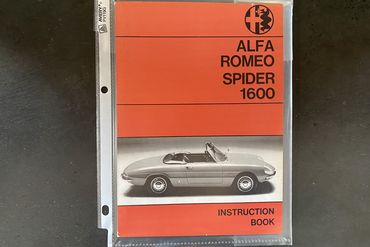 ALFA
ROMEO
SPIDER
1600
INSTRUCTION
BOOK